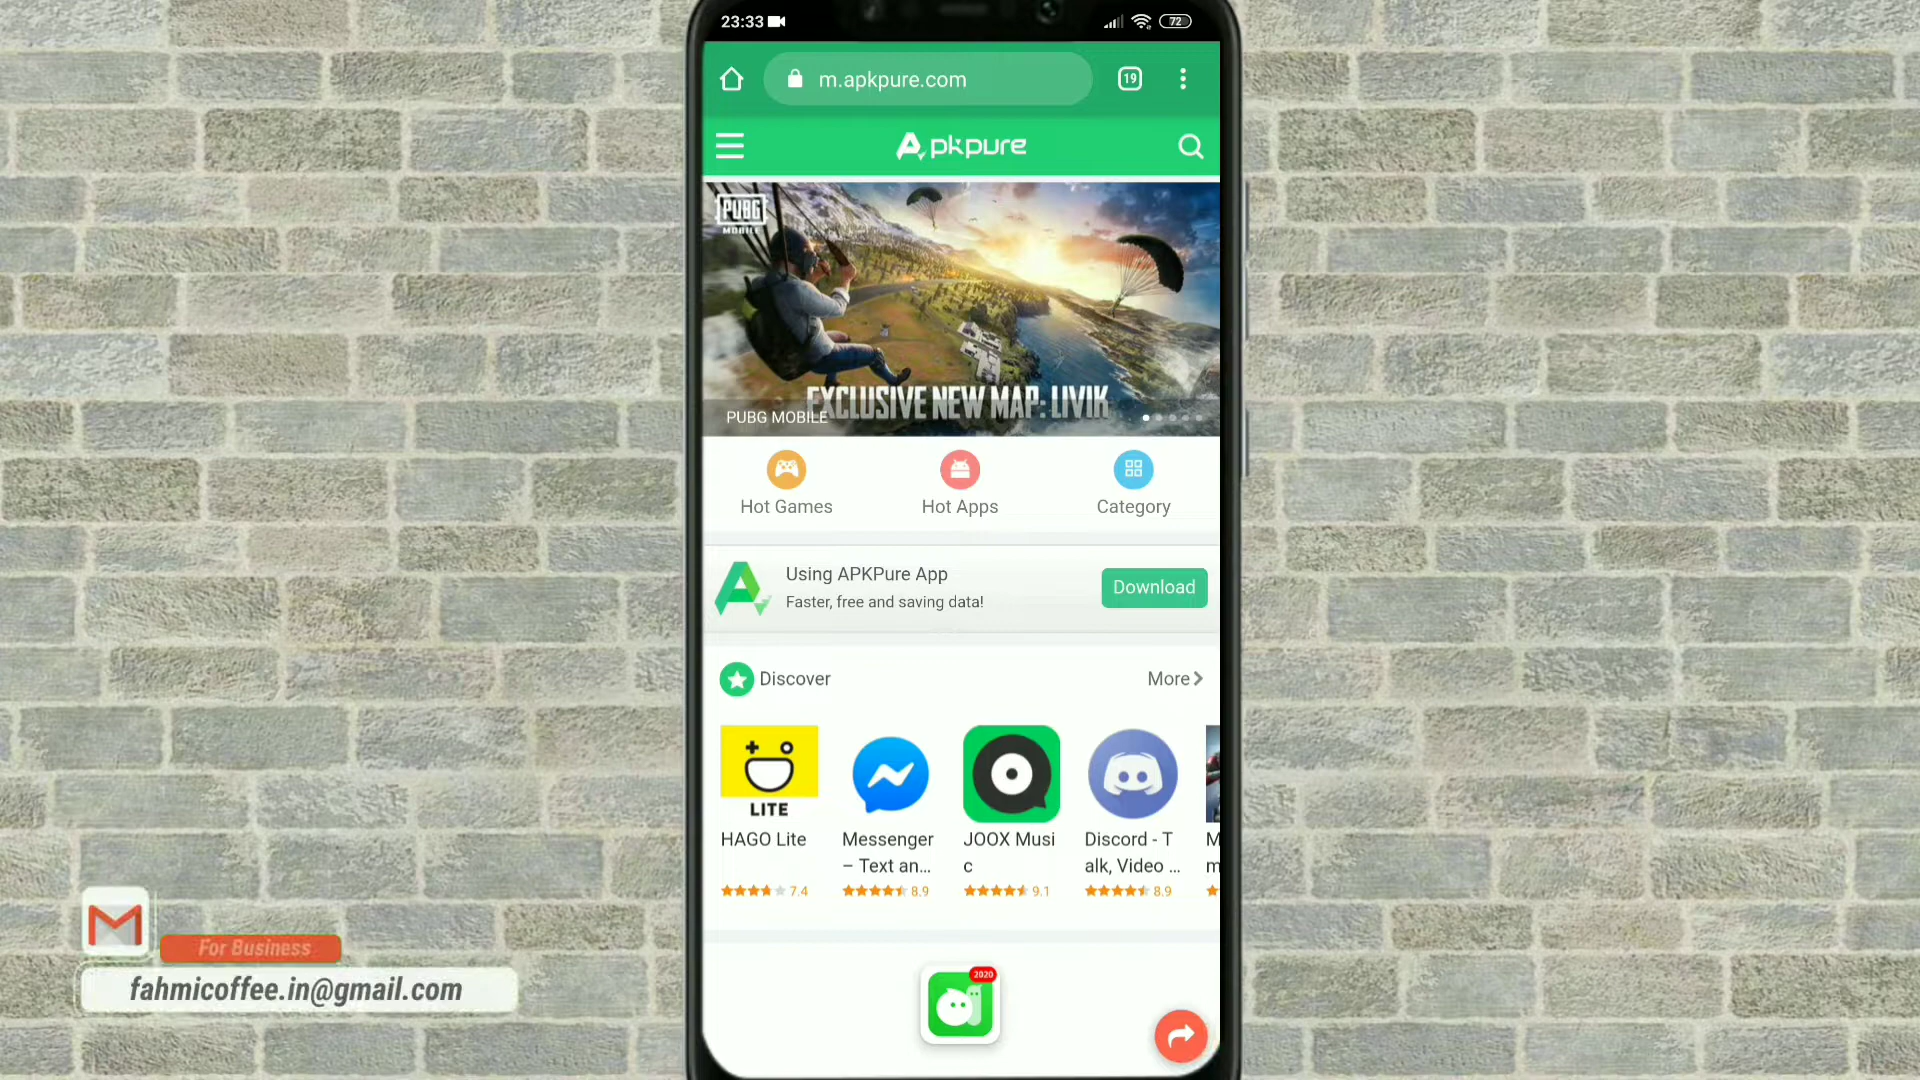 23:33
72
m.apkpure.com
19
Apkpure
PUBG
MOBILE
EXCLUSIVE NEW MAP: LIVIK
PUBG MOBILE
Hot Games
Hot Apps
Category
Using APKPure App
Faster, free and saving data!
Download
Discover
More
LITE
HAGO Lite
Messenger
– Text an...
JOOX Musi
c
Discord - T
alk, Video ...
M
m
7.4
8.9
9.1
8.9
2020
For Business
fahmicoffee.in@gmail.com